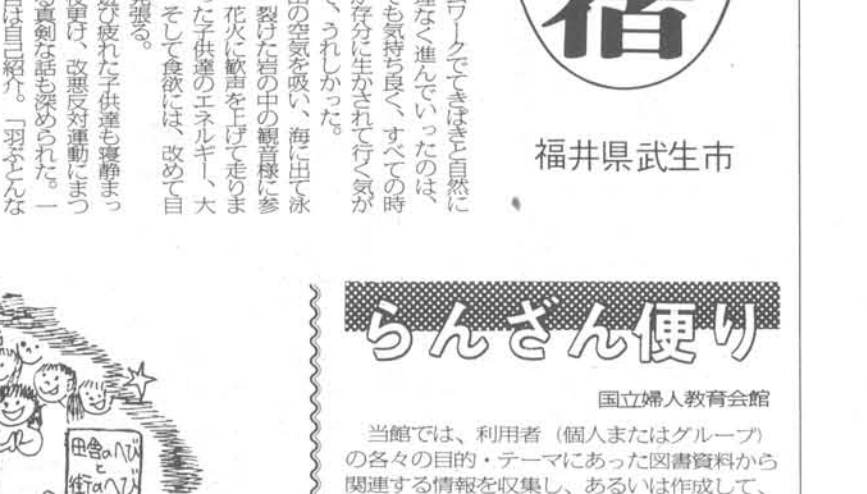 宿
福井県武生市
ワークでてきぱきと自然に
理なく進んでいったのは、
でも気持ち良く、すべての時
が存分に生かされて行く気が
て、うれしかった。
の空気を吸い、海に出て泳
裂けた岩の中の観音様に参
花火に歓声を上げて走りま
った子供達のエネルギー、大
そして食欲には、改めて目
見張る。
遊び疲れた子供達も寝静まっ
夜更け、改悪反対運動にまつ
る真剣な話も深められた。一
目は自己紹介。「羽ぶとんな
らんざん便り
国立婦人教育会館
当館では、利用者（個人またはグループ）
の各々の目的・テーマにあった図書資料から
関連する情報を収集し、あるいは作成して、
田舎のへび
と
街のへび